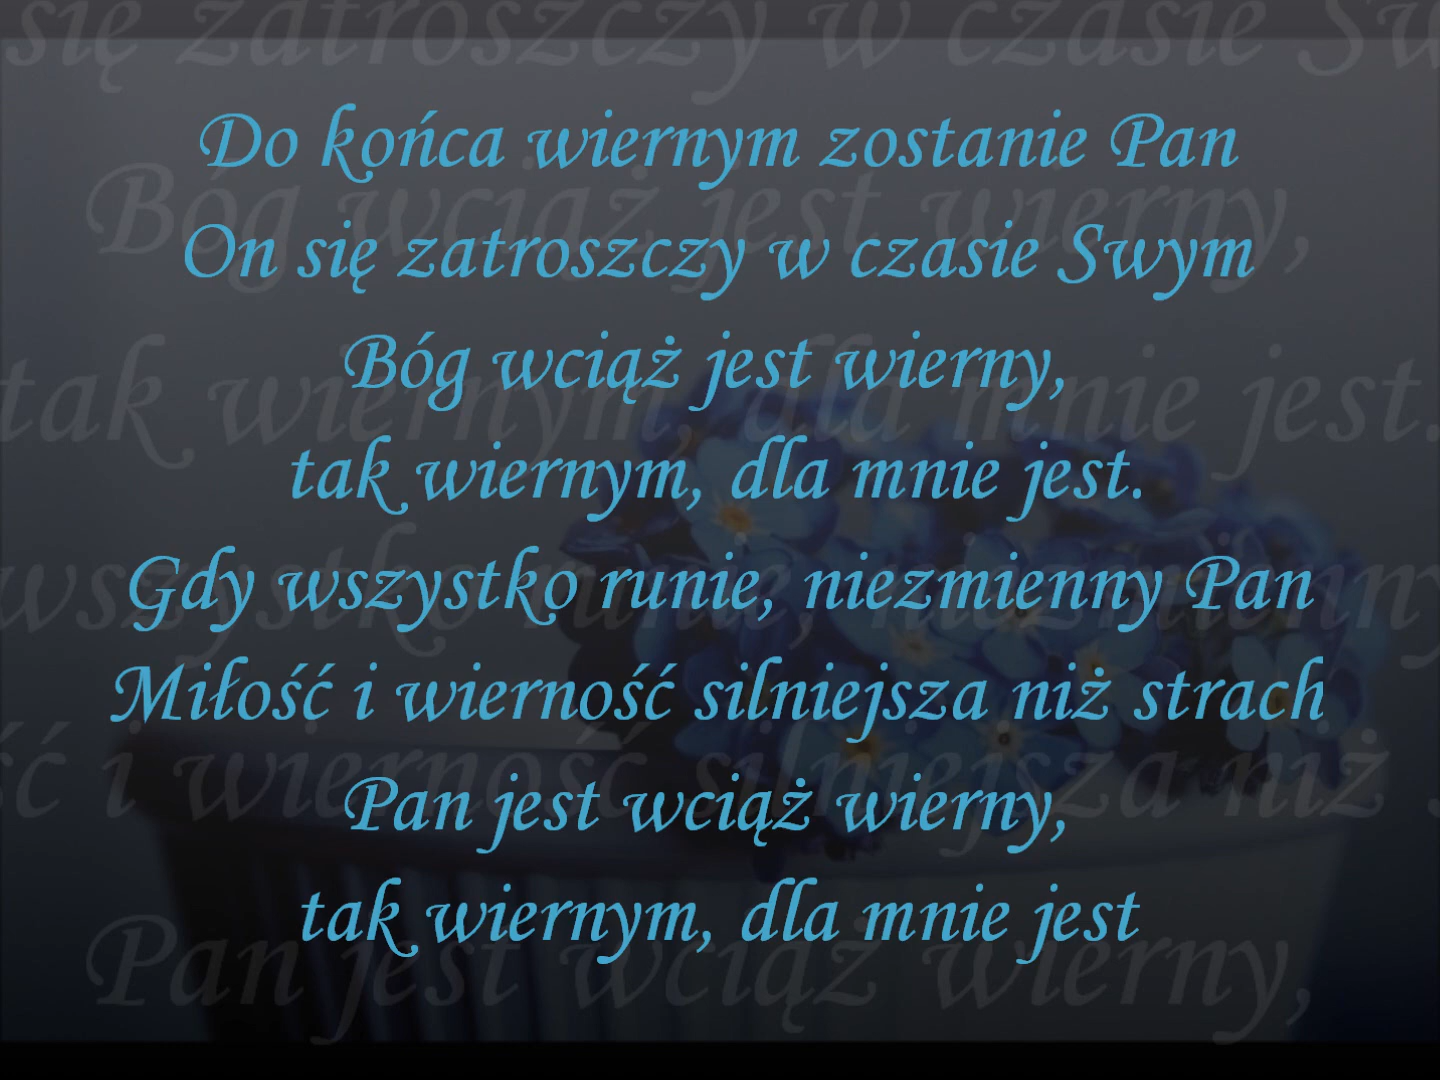 Do końca wiernym zostanie Pan
On się zatroszczy w czasie Swym
Bóg wciąż jest wierny,
tak wiernym, dla mnie jest.
Gdy wszystko runie, niezmienny Pan
Miłość i wierność silniejsza niż strach
Pan jest wciąż wierny,
tak wiernym, dla mnie jest